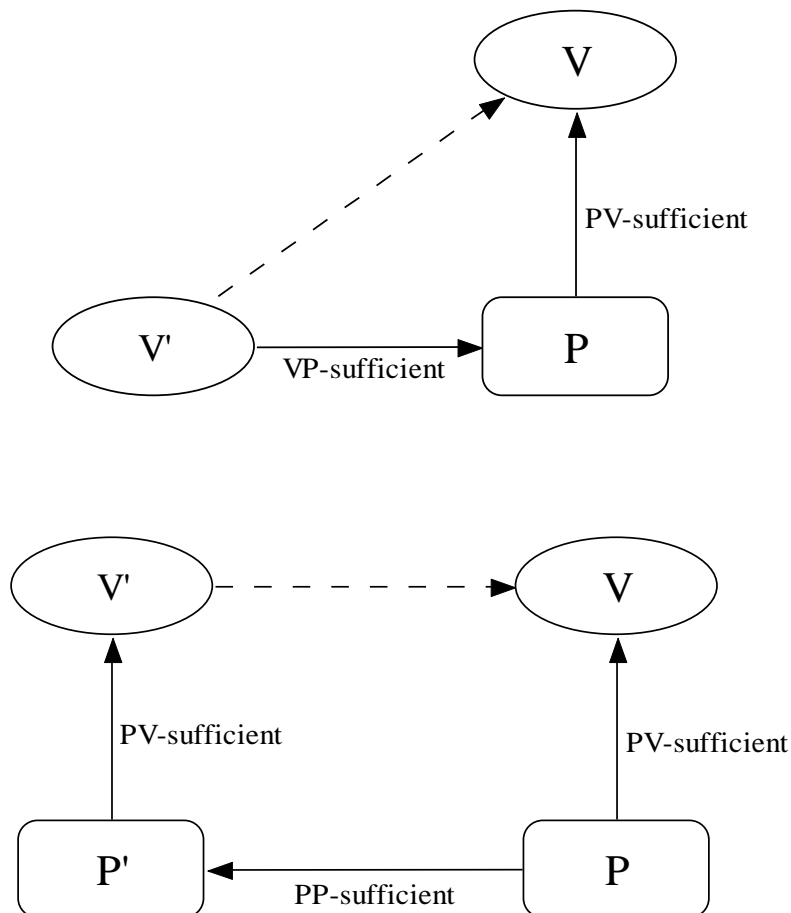 V
PV-sufficient
V'
VP-sufficient
P
V'
V
PV-sufficient
PV-sufficient
P'
PP-sufficient
P